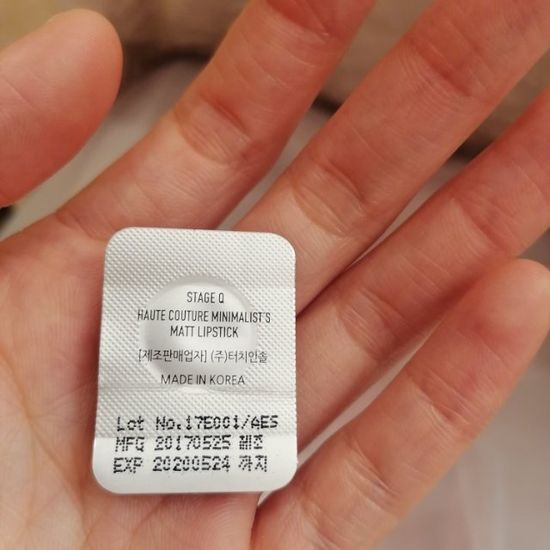 STAGE Q
HAUTE COUTURE MINIMALIST'S
MATT LIPSTICK
[제조판매업자] (주)터치인솔
MADE IN KOREA
Lot No.17E001/AES
MFG 20170525 제조
EXP 20200524 까지